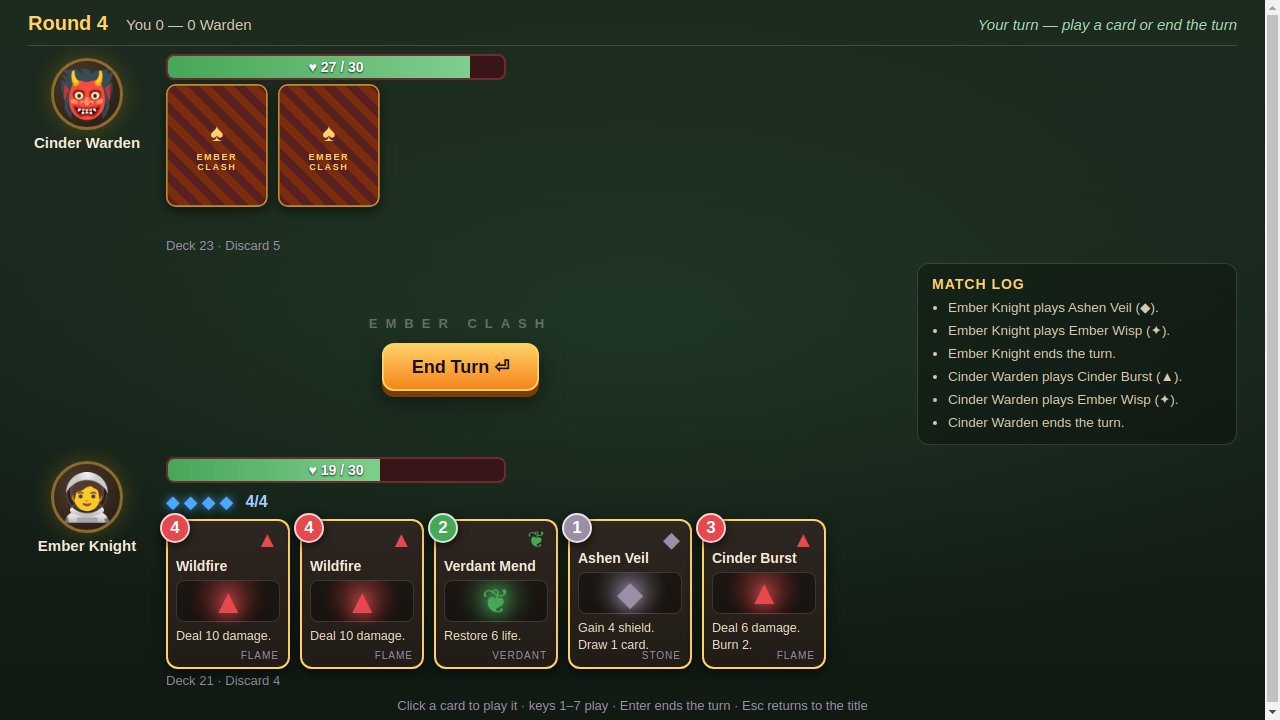 Round 4 You 0 — 0 Warden Your turn — play a card or end the turn
♥ 27 / 30
Cinder Warden
♠ ♠
EMBER CLASH EMBER CLASH
Deck 23 · Discard 5
MATCH LOG
• Ember Knight plays Ashen Veil (◆).
• Ember Knight plays Ember Wisp (✦).
• Ember Knight ends the turn.
• Cinder Warden plays Cinder Burst (▲).
• Cinder Warden plays Ember Wisp (✦).
• Cinder Warden ends the turn.
EMBER CLASH
End Turn ⏎
♥ 19 / 30
Ember Knight
◆◆◆◆ 4/4
4
Wildfire
Deal 10 damage.
FLAME
4
Wildfire
Deal 10 damage.
FLAME
2
Verdant Mend
Restore 6 life.
VERDANT
1
Ashen Veil
Gain 4 shield.
Draw 1 card.
STONE
3
Cinder Burst
Deal 6 damage.
Burn 2.
FLAME
Deck 21 · Discard 4
Click a card to play it · keys 1–7 play · Enter ends the turn · Esc returns to the title